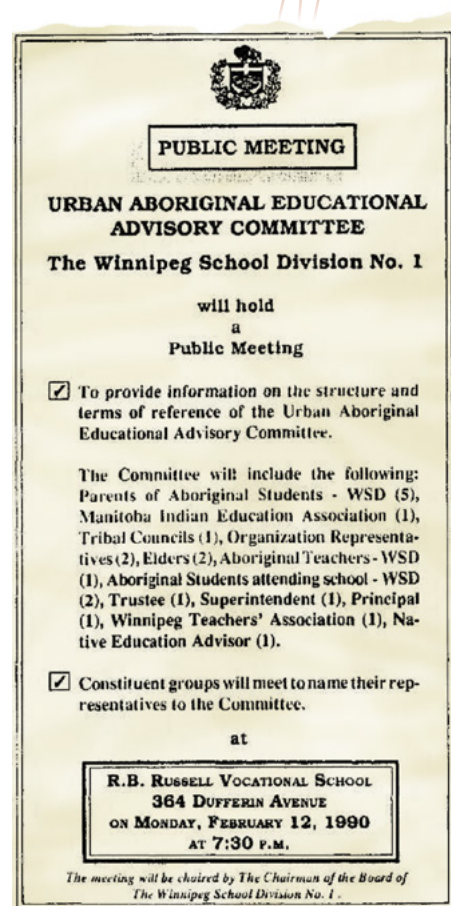 PUBLIC MEETING
URBAN ABORIGINAL EDUCATIONAL
ADVISORY COMMITTEE
The Winnipeg School Division No. 1
will hold
a
Public Meeting
☑ To provide information on the structure and
terms of reference of the Urban Aboriginal
Educational Advisory Committee.
The Committee will include the following:
Parents of Aboriginal Students - WSD (5),
Manitoba Indian Education Association (1),
Tribal Councils (1), Organization Representa-
tives (2), Elders (2), Aboriginal Teachers - WSD
(1), Aboriginal Students attending school - WSD
(2), Trustee (1), Superintendent (1), Principal
(1), Winnipeg Teachers' Association (1), Na-
tive Education Advisor (1).
☑ Constituent groups will meet to name their rep-
resentatives to the Committee.
at
R.B. RUSSELL VOCATIONAL SCHOOL
364 DUFFERIN AVENUE
ON MONDAY, FEBRUARY 12, 1990
AT 7:30 P.M.
The meeting will be chaired by The Chairman of the Board of
The Winnipeg School Division No. 1.